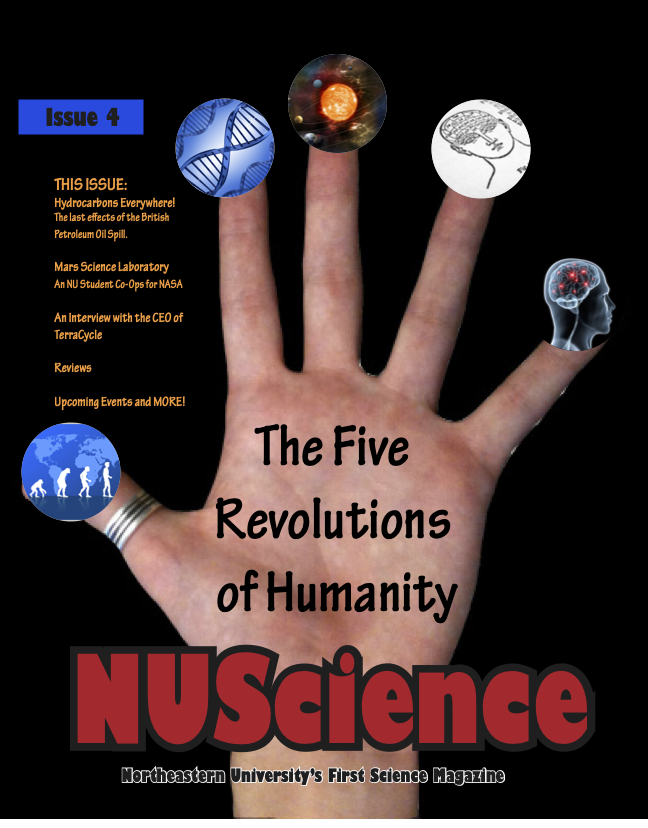 Issue 4
THIS ISSUE:
Hydrocarbons Everywhere!
The last effects of the British
Petroleum Oil Spill.
Mars Science Laboratory
An NU Student Co-Ops for NASA
An Interview with the CEO of
TerraCycle
Reviews
Upcoming Events and MORE!
The Five
Revolutions
of Humanity
NUScience
Northeastern University's First Science Magazine